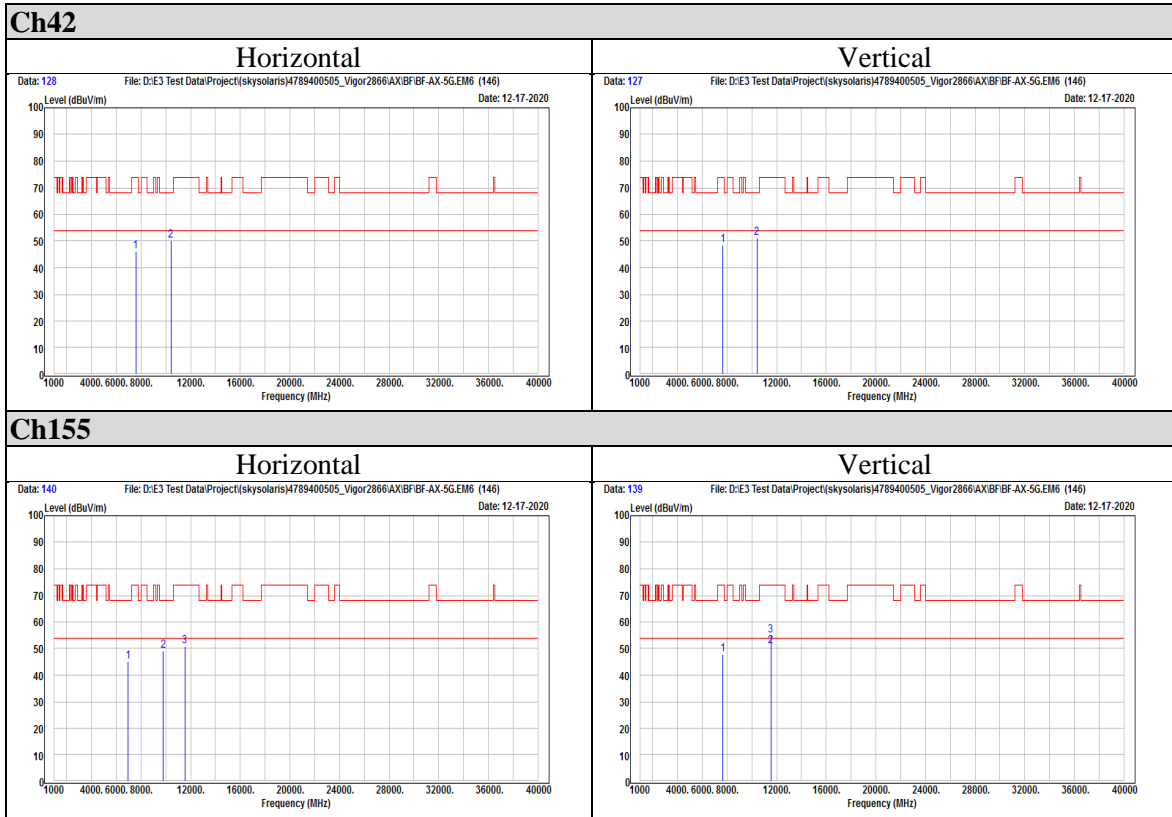 Ch42
Horizontal
Vertical
Data: 128 File: D:\E3 Test Data\Project\(skysolaris)4789400505_Vigor2866\AX\BF\BF-AX-5G.EM6 (146)
Level (dBuV/m) Date: 12-17-2020
100
90
80
70
60
50
40
30
20
10
0
1 2
1000 4000. 6000. 8000. 12000. 16000. 20000. 24000. 28000. 32000. 36000. 40000
Frequency (MHz)
Data: 127 File: D:\E3 Test Data\Project\(skysolaris)4789400505_Vigor2866\AX\BF\BF-AX-5G.EM6 (146)
Level (dBuV/m) Date: 12-17-2020
100
90
80
70
60
50
40
30
20
10
0
1 2
1000 4000. 6000. 8000. 12000. 16000. 20000. 24000. 28000. 32000. 36000. 40000
Frequency (MHz)
Ch155
Horizontal
Vertical
Data: 140 File: D:\E3 Test Data\Project\(skysolaris)4789400505_Vigor2866\AX\BF\BF-AX-5G.EM6 (146)
Level (dBuV/m) Date: 12-17-2020
100
90
80
70
60
50
40
30
20
10
0
1 2 3
1000 4000. 6000. 8000. 12000. 16000. 20000. 24000. 28000. 32000. 36000. 40000
Frequency (MHz)
Data: 139 File: D:\E3 Test Data\Project\(skysolaris)4789400505_Vigor2866\AX\BF\BF-AX-5G.EM6 (146)
Level (dBuV/m) Date: 12-17-2020
100
90
80
70
60
50
40
30
20
10
0
3
1 2
1000 4000. 6000. 8000. 12000. 16000. 20000. 24000. 28000. 32000. 36000. 40000
Frequency (MHz)